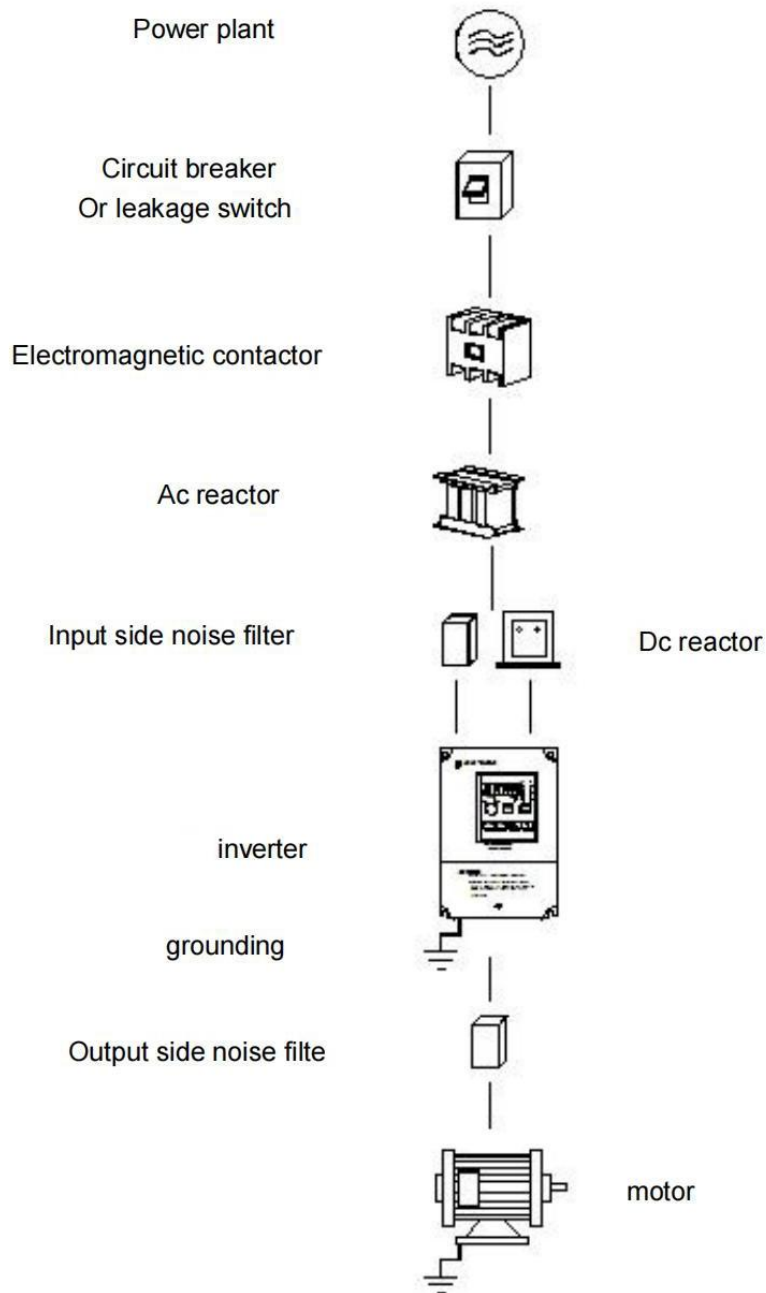 Power plant
Circuit breaker
Or leakage switch
Electromagnetic contactor
Ac reactor
Input side noise filter
Dc reactor
inverter
grounding
Output side noise filte
motor